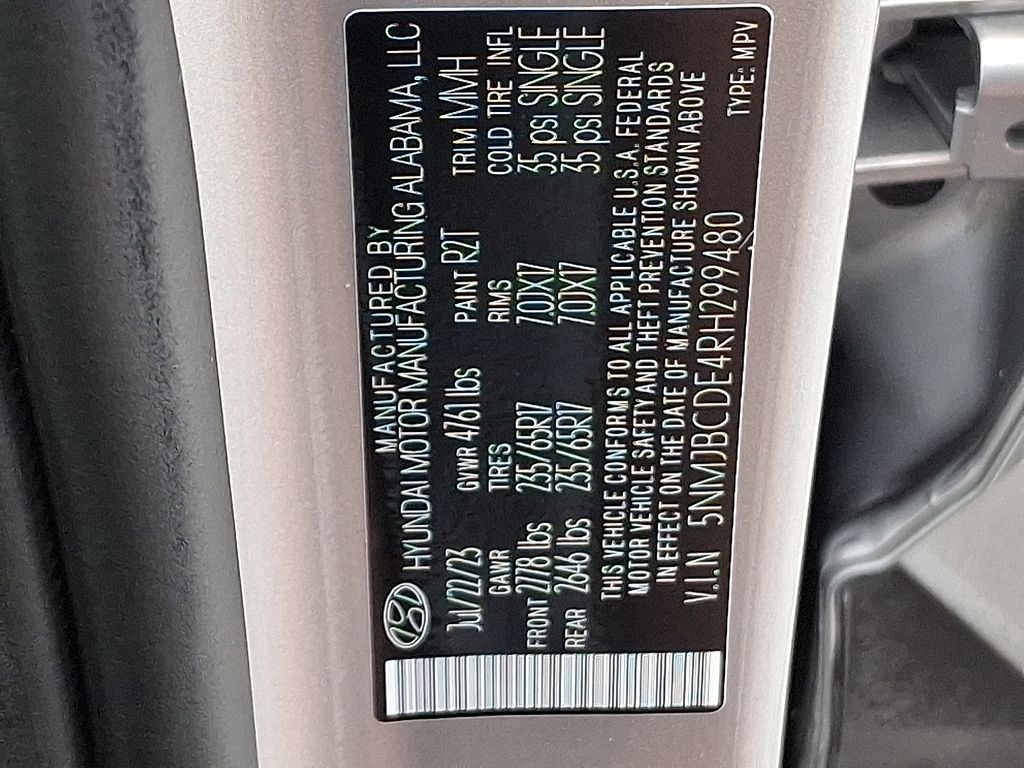 MANUFACTURED BY
HYUNDAI MOTOR MANUFACTURING ALABAMA, LLC
Jul/22/23 GVWR 4761 lbs PAINT R2T TRIM MMH
GAWR TIRES RIMS COLD TIRE INFL
FRONT 2778 lbs 235/65R17 7.0JX17 35 psi SINGLE
REAR 2646 lbs 235/65R17 7.0JX17 35 psi SINGLE
THIS VEHICLE CONFORMS TO ALL APPLICABLE U.S.A. FEDERAL
MOTOR VEHICLE SAFETY AND THEFT PREVENTION STANDARDS
IN EFFECT ON THE DATE OF MANUFACTURE SHOWN ABOVE
V.I.N 5NMJBCDE4RH299480 TYPE: MPV